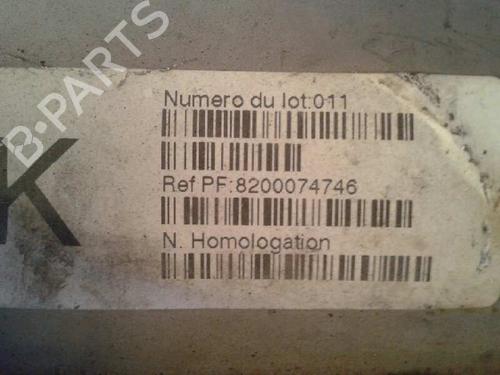 B-PARTS
Numero du lot:011
K
Ref PF:8200074746
N. Homologation